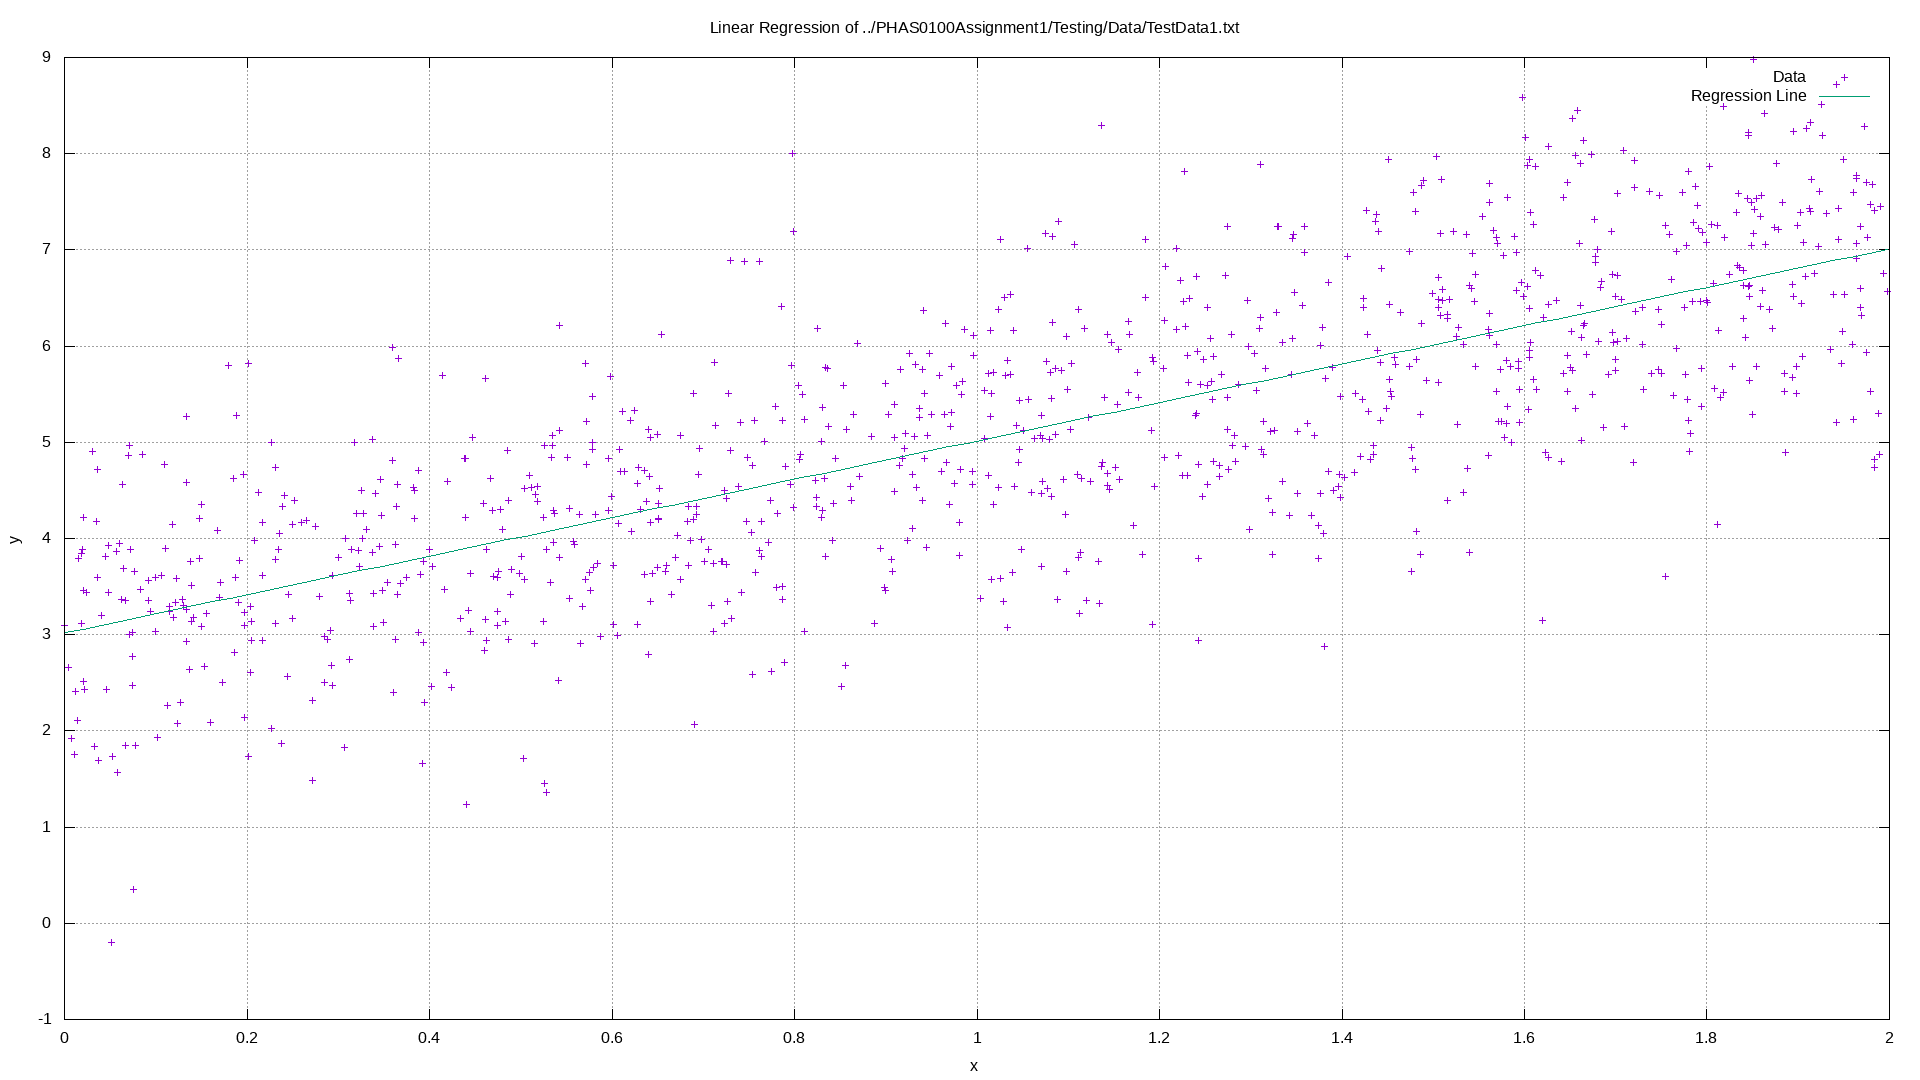 Linear Regression of ../PHAS0100Assignment1/Testing/Data/TestData1.txt
Data
Regression Line
9
8
7
6
5
4
3
2
1
0
-1
y
0 0.2 0.4 0.6 0.8 1 1.2 1.4 1.6 1.8 2
x